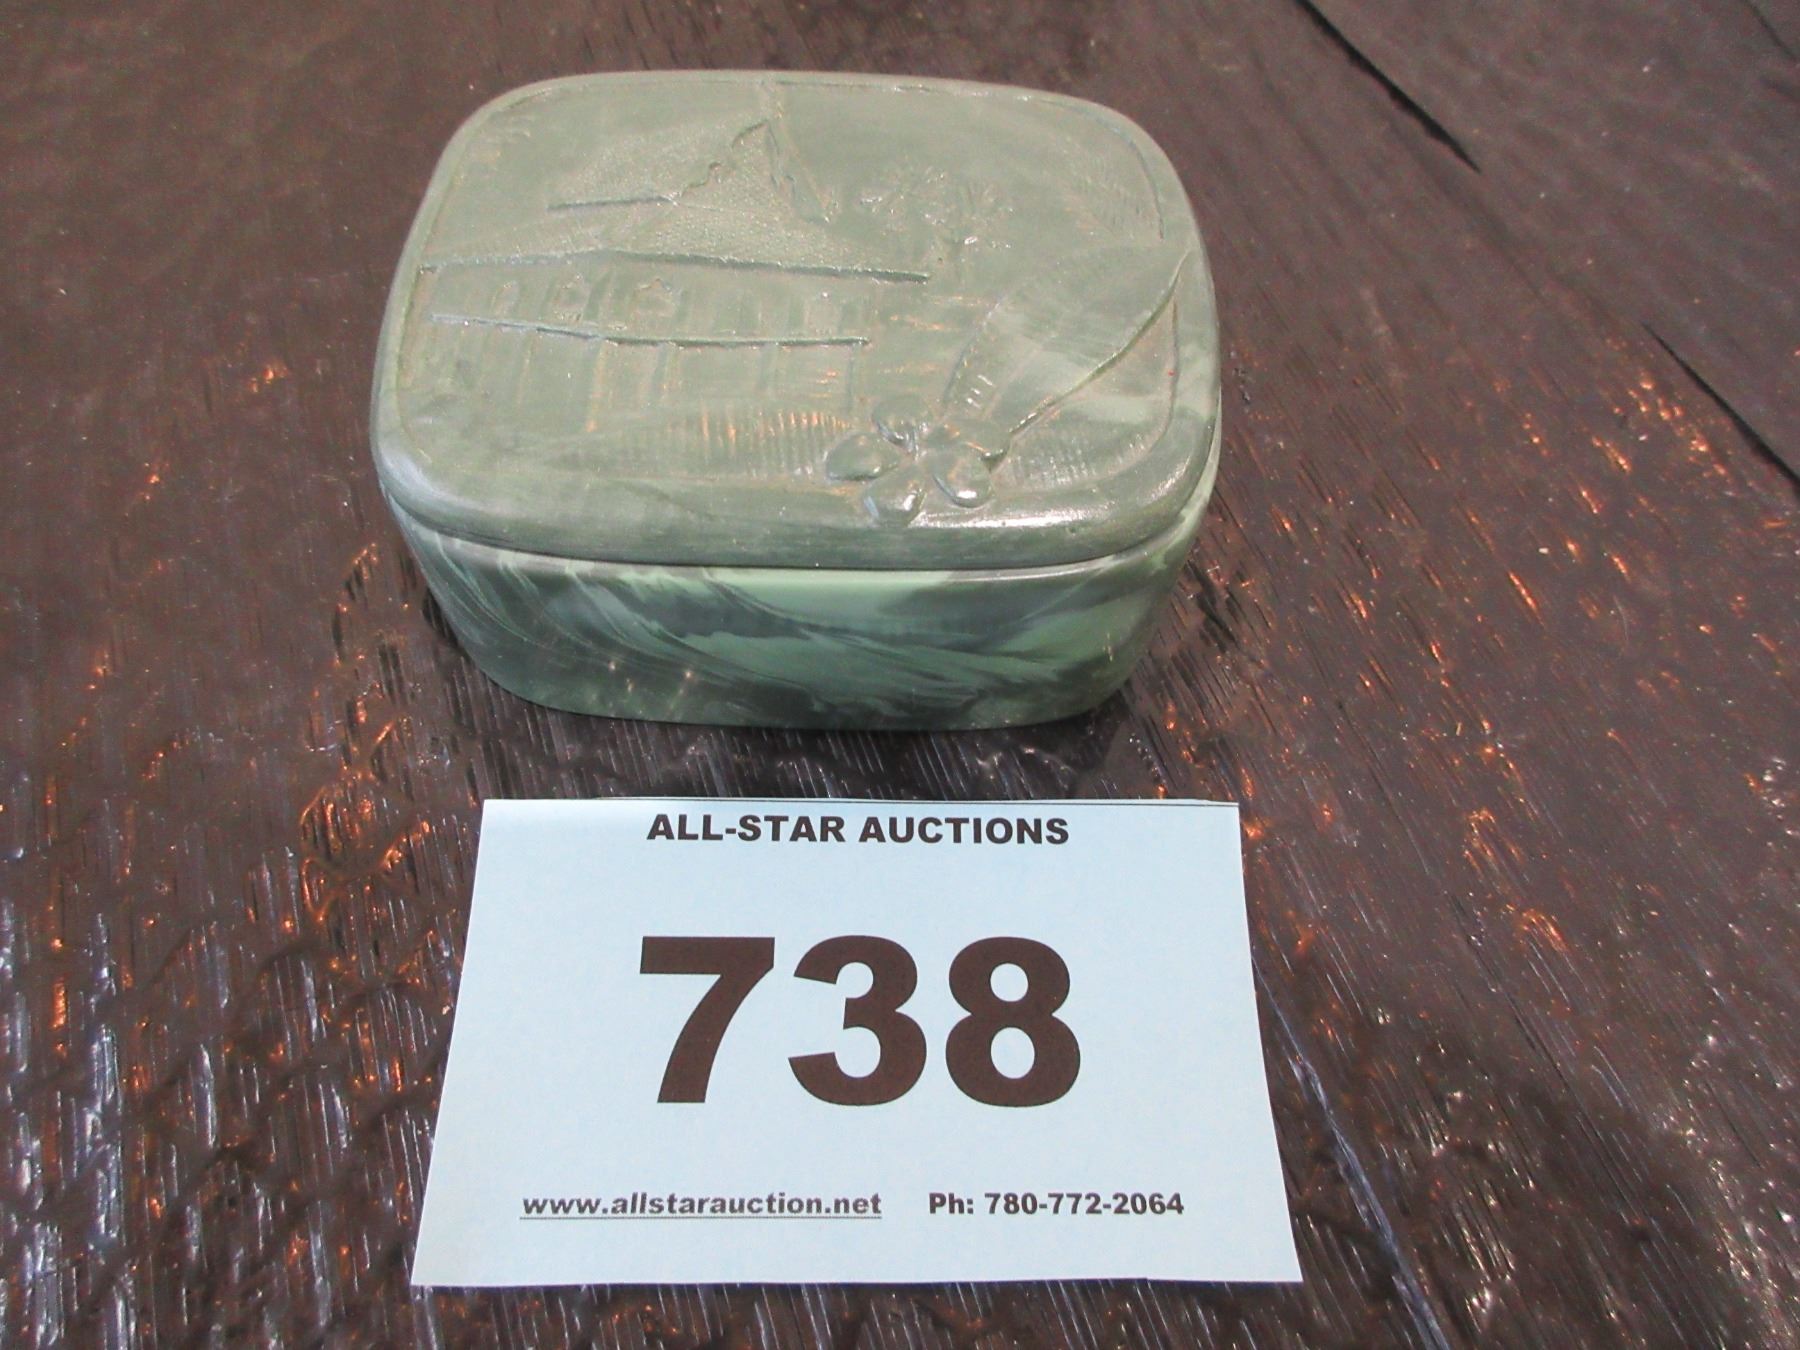 ALL-STAR AUCTIONS
738
www.allstarauction.net Ph: 780-772-2064